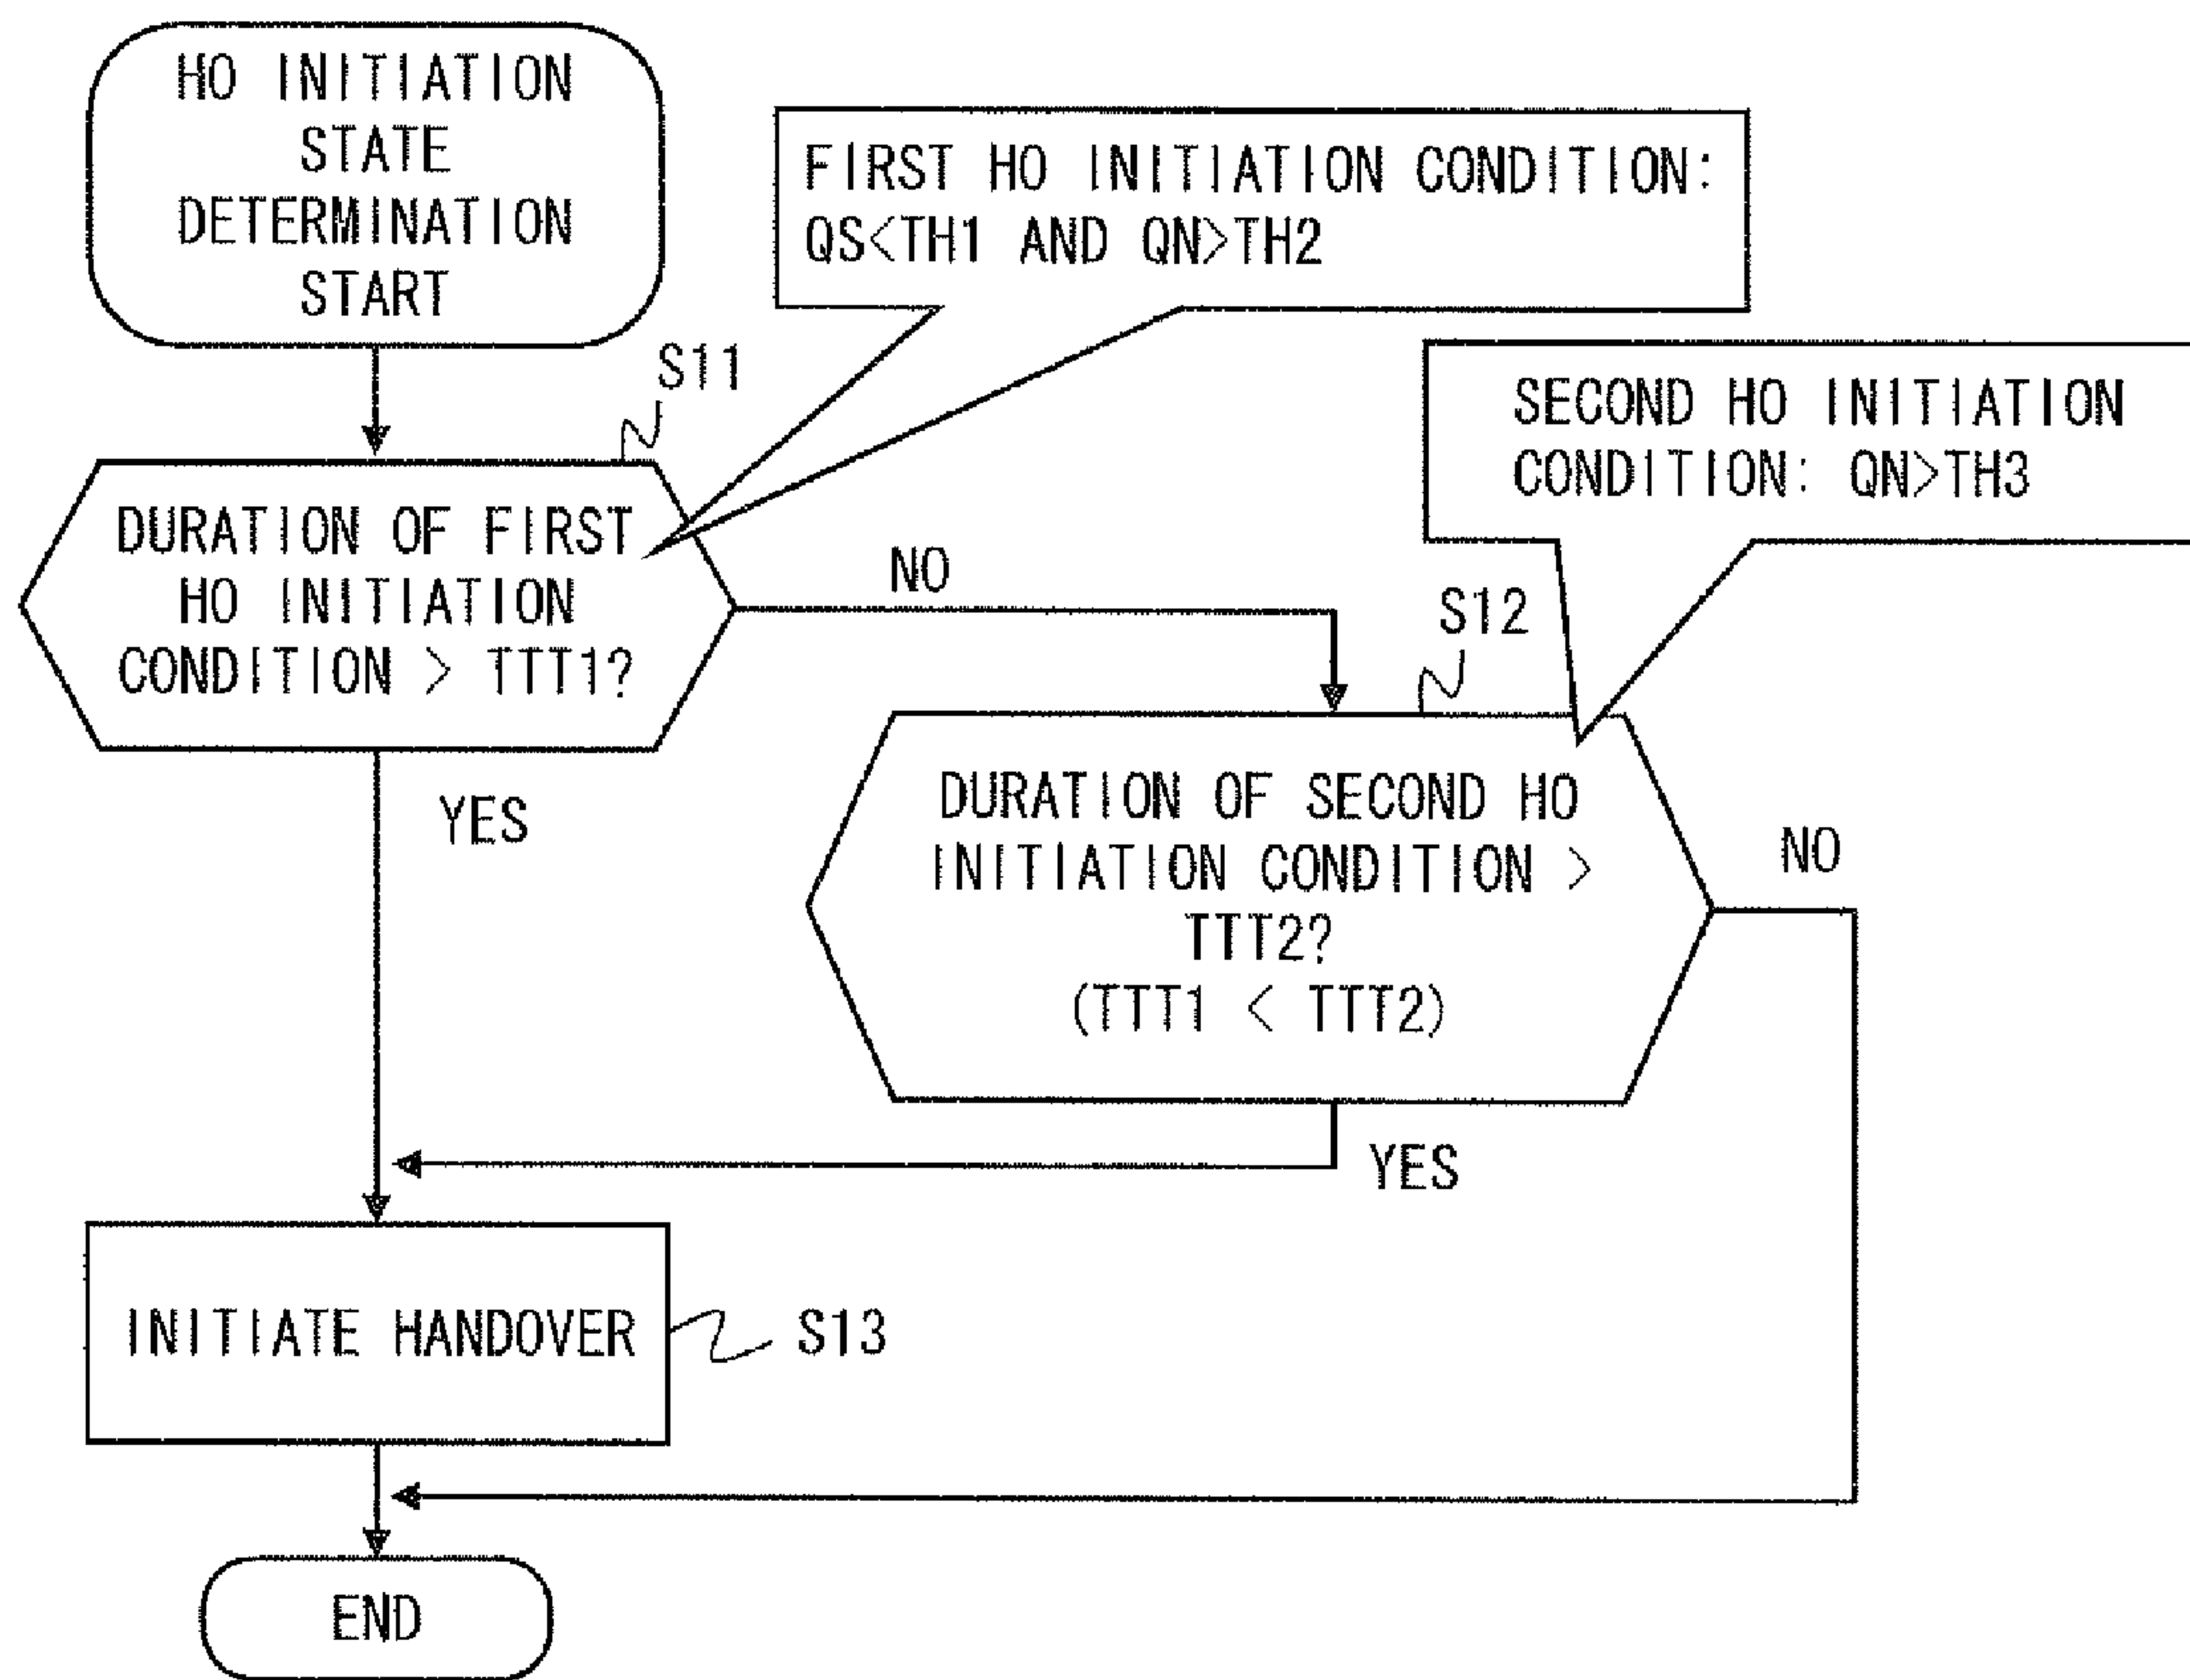 HO INITIATION
STATE
DETERMINATION
START
FIRST HO INITIATION CONDITION:
QS<TH1 AND QN>TH2
S11
SECOND HO INITIATION
CONDITION: QN>TH3
DURATION OF FIRST
HO INITIATION
CONDITION > TTT1?
NO
S12
YES
DURATION OF SECOND HO
INITIATION CONDITION >
TTT2?
(TTT1 < TTT2)
NO
YES
INITIATE HANDOVER
S13
END